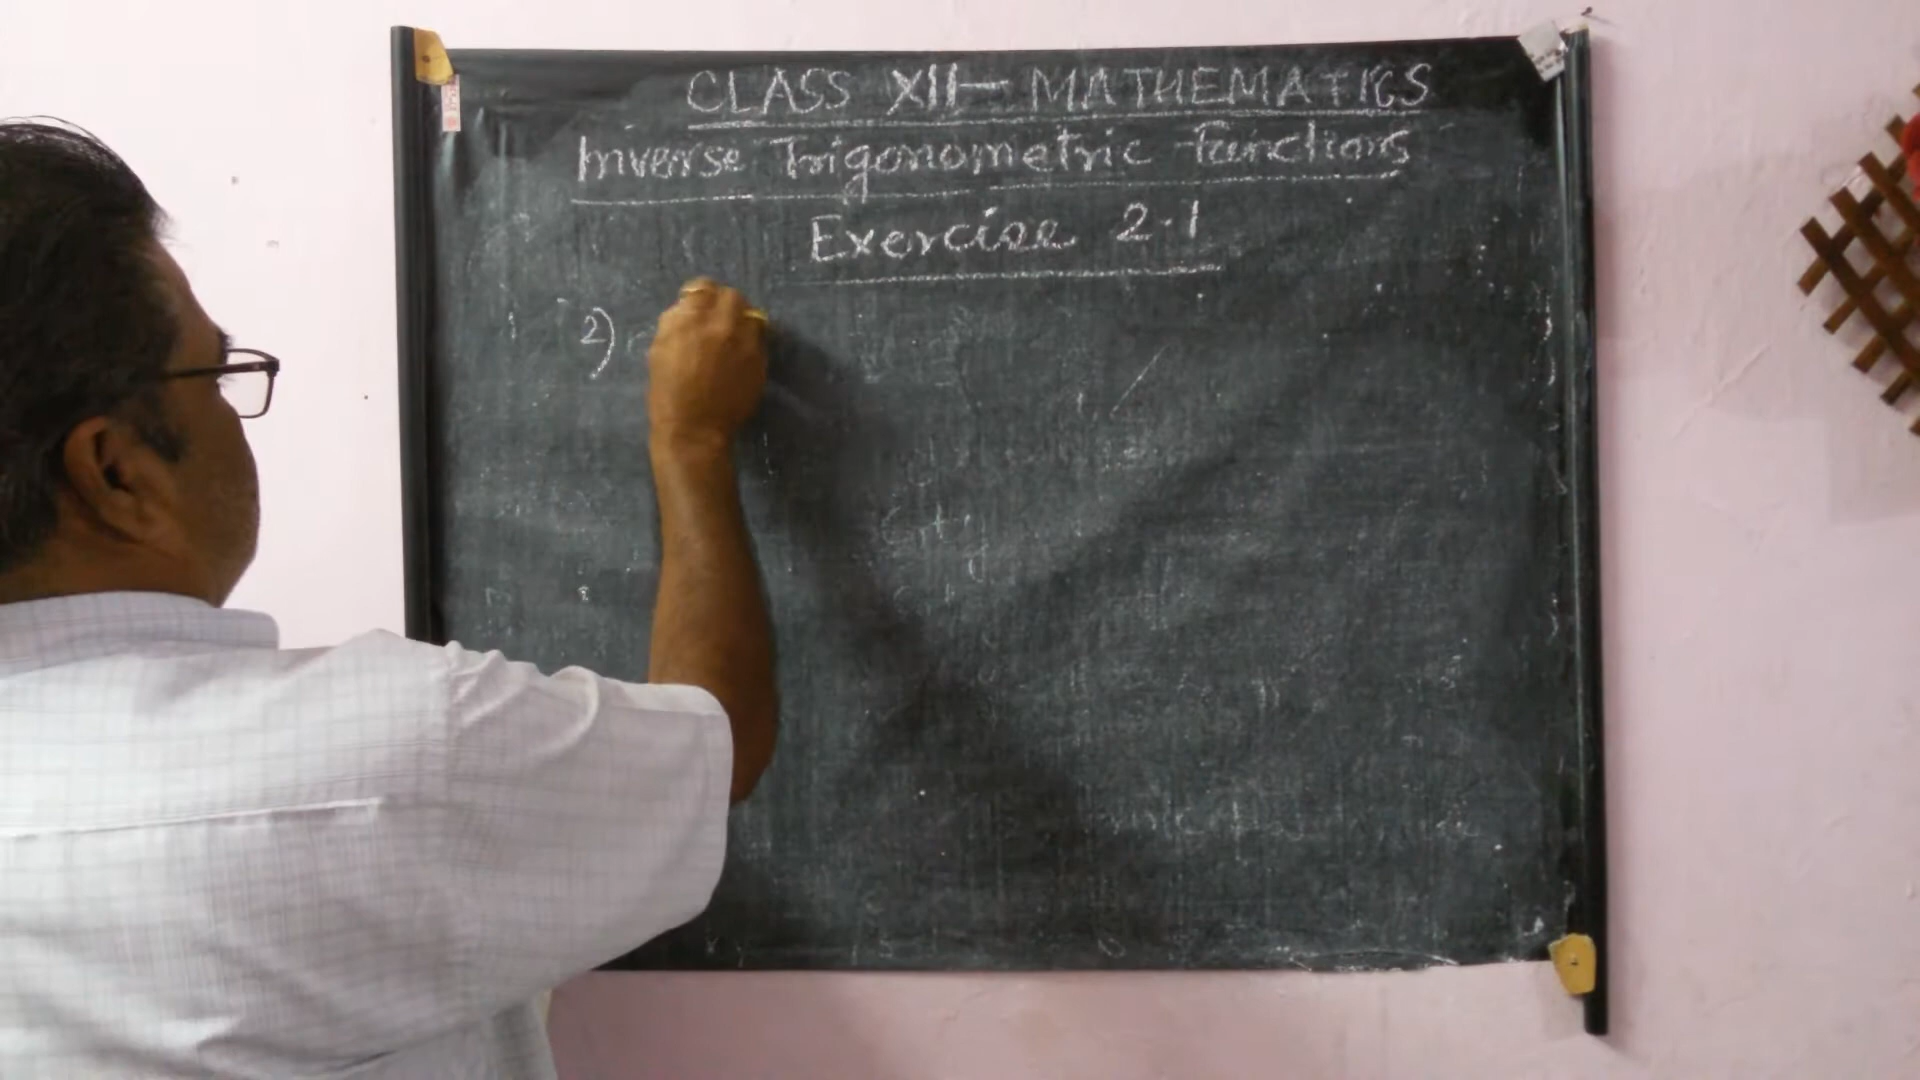 CLASS XII - MATHEMATICS
Inverse Trigonometric Functions
Exercise 2.1
2)